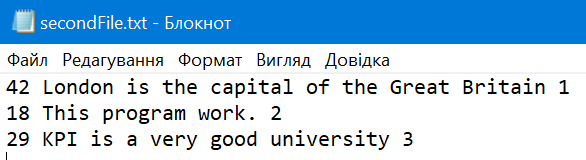 secondFile.txt - Блокнот
Файл Редагування Формат Вигляд Довідка
42 London is the capital of the Great Britain 1
18 This program work. 2
29 KPI is a very good university 3